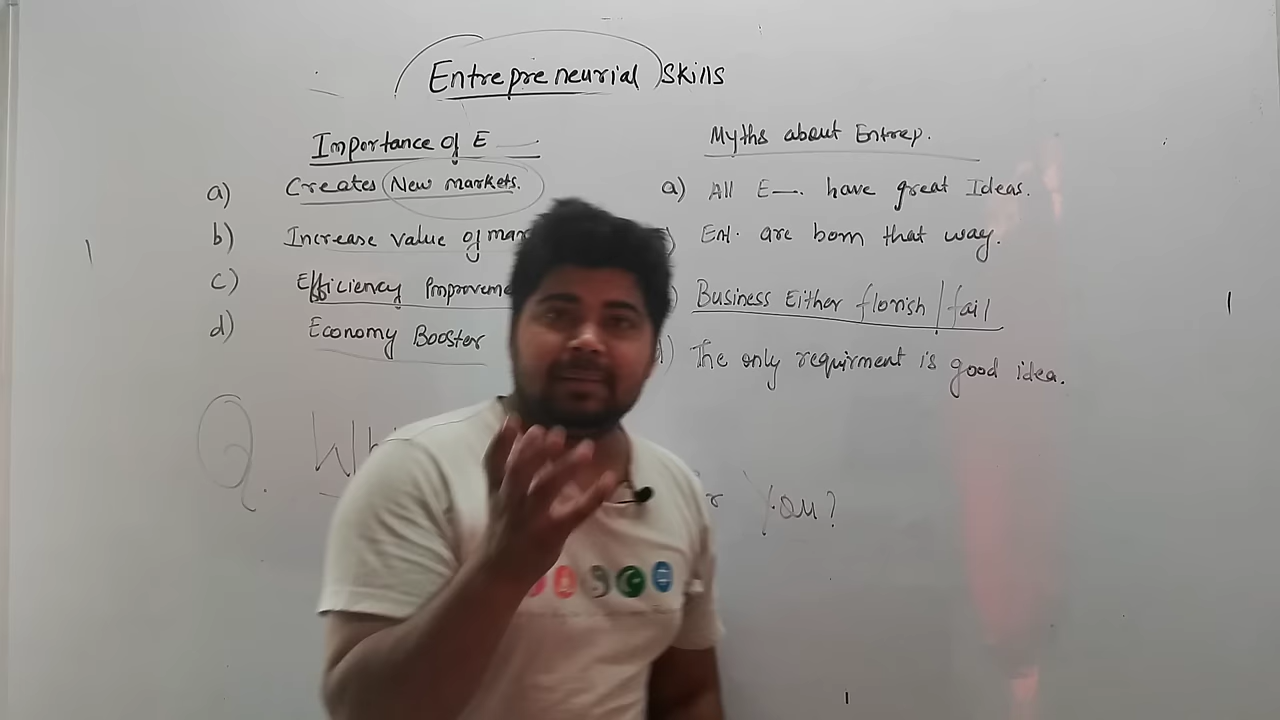 Entrepreneurial Skills
Importance of E
a) Creates New markets.
b) Increase value of
c) Efficiency
d) Economy Booster
Myths about Entrep.
a) All E—. have great Ideas.
Ent. are born that way.
Business Either florish/fail
The only requirment is good idea.
Q. You?